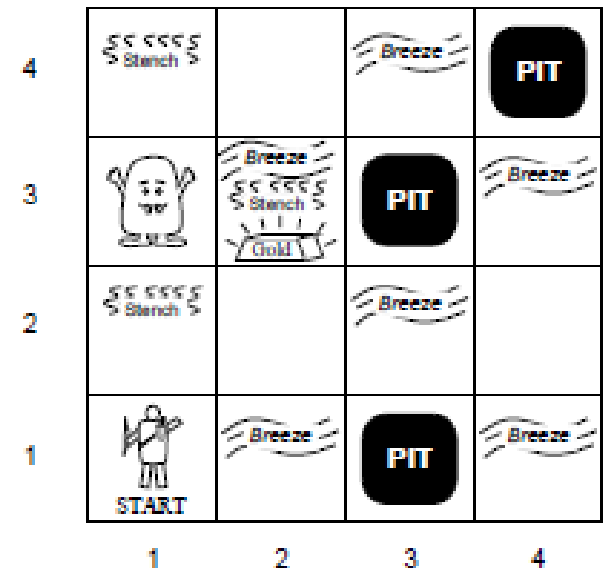 4
Stench
Breeze
PIT
3
Breeze
Stench
Gold
PIT
Breeze
2
Stench
Breeze
1
START
Breeze
PIT
Breeze
1 2 3 4